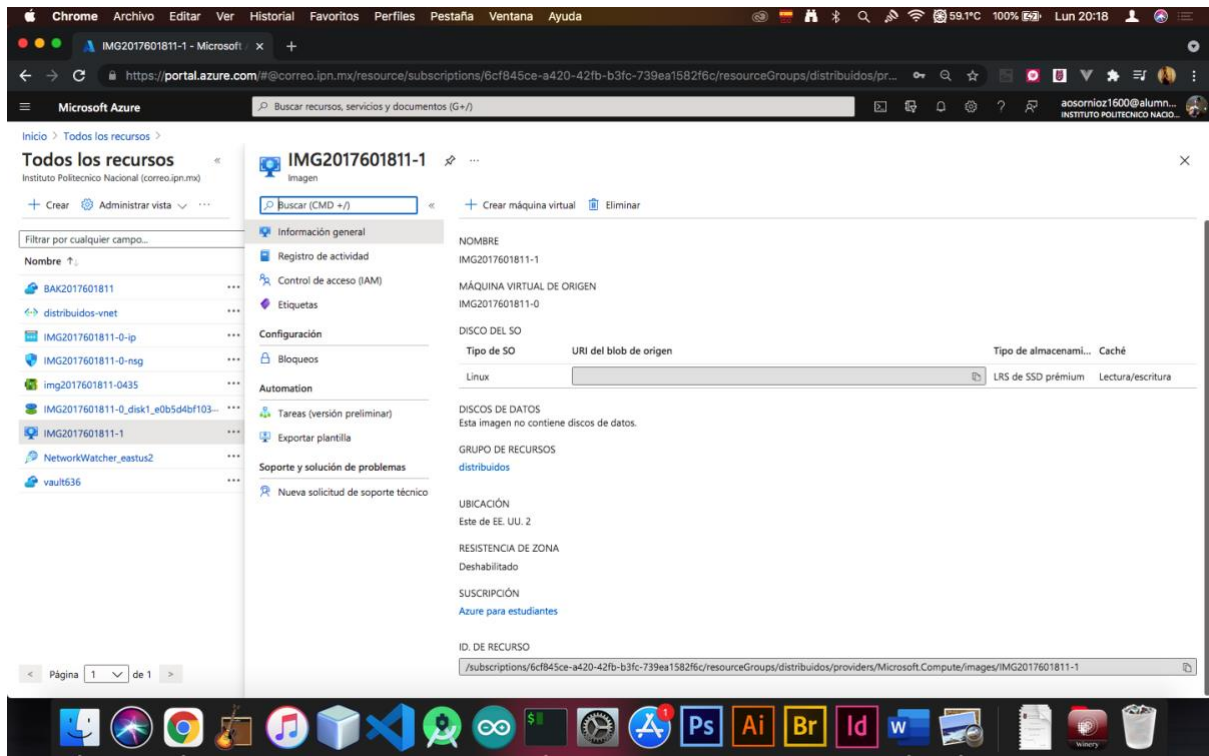 Chrome Archivo Editar Ver Historial Favoritos Perfiles Pestaña Ventana Ayuda 59.1°C 100% Lun 20:18
IMG2017601811-1 - Microsoft
https://portal.azure.com/#@correo.ipn.mx/resource/subscriptions/6cf845ce-a420-42fb-b3fc-739ea1582f6c/resourceGroups/distribuidos/pr...
Microsoft Azure
Buscar recursos, servicios y documentos (G+/)
aosornioz1600@alumn...
INSTITUTO POLITECNICO NACIO...
Inicio > Todos los recursos >
Todos los recursos
Instituto Politecnico Nacional (correo.ipn.mx)
+ Crear Administrar vista ...
Filtrar por cualquier campo...
Nombre ↑↓
BAK2017601811
distribuidos-vnet
IMG2017601811-0-ip
IMG2017601811-0-nsg
img2017601811-0435
IMG2017601811-0_disk1_e0b5d4bf103...
IMG2017601811-1
NetworkWatcher_eastus2
vault636
< Página 1 de 1 >
IMG2017601811-1
Imagen
Buscar (CMD +/)
Información general
Registro de actividad
Control de acceso (IAM)
Etiquetas
Configuración
Bloqueos
Automation
Tareas (versión preliminar)
Exportar plantilla
Soporte y solución de problemas
Nueva solicitud de soporte técnico
+ Crear máquina virtual Eliminar
NOMBRE
IMG2017601811-1
MÁQUINA VIRTUAL DE ORIGEN
IMG2017601811-0
DISCO DEL SO
Tipo de SO URI del blob de origen Tipo de almacenami... Caché
Linux LRS de SSD prémium Lectura/escritura
DISCOS DE DATOS
Esta imagen no contiene discos de datos.
GRUPO DE RECURSOS
distribuidos
UBICACIÓN
Este de EE. UU. 2
RESISTENCIA DE ZONA
Deshabilitado
SUSCRIPCIÓN
Azure para estudiantes
ID. DE RECURSO
/subscriptions/6cf845ce-a420-42fb-b3fc-739ea1582f6c/resourceGroups/distribuidos/providers/Microsoft.Compute/images/IMG2017601811-1
1
Ps Ai Br Id W
Winery